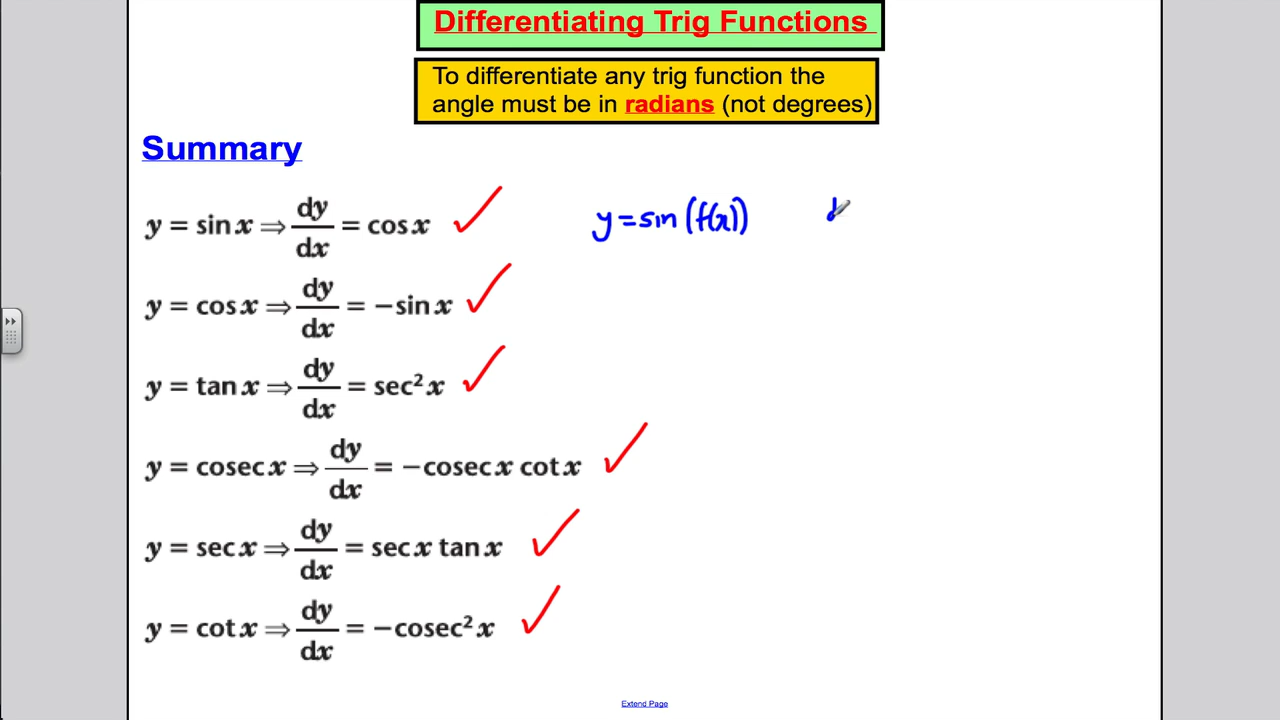 Differentiating Trig Functions
To differentiate any trig function the
angle must be in radians (not degrees)
Summary
y = sin x ⇒ dy/dx = cos x
y = sin (f(x))
y = cos x ⇒ dy/dx = −sin x
y = tan x ⇒ dy/dx = sec² x
y = cosec x ⇒ dy/dx = −cosec x cot x
y = sec x ⇒ dy/dx = sec x tan x
y = cot x ⇒ dy/dx = −cosec² x
Extend Page